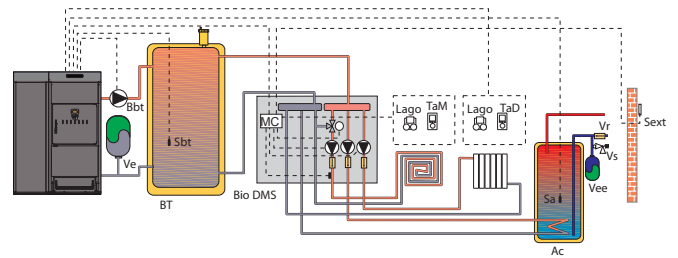 Bbt
Ve
Sbt
BT
Bio DMS
MC
Lago TaM
Lago TaD
Vr
Vs
Vee
Sext
Sa
Ac